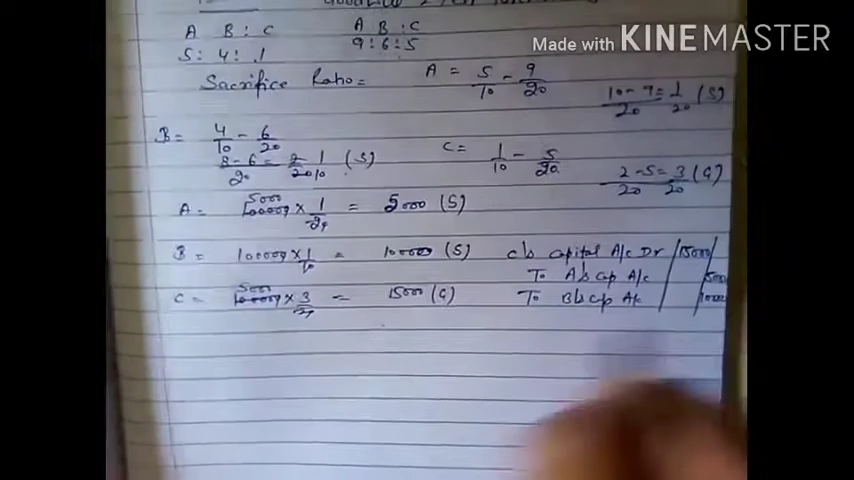 A B : C A B : C
5 : 4 : 1 9 : 6 : 5
Made with KINEMASTER
Sacrifice Ratio = A = 5/10 - 9/20 10-9/20 = 1/20 (S)
B = 4/10 - 6/20 C = 1/10 - 5/20
8-6/20 = 2/20 1/10 (S) 2-5/20 = 3/20 (G)
A = 100000 × 1/20 = 5000 (S)
5000
B = 100000 × 1/10 = 10000 (S) C's Capital A/c Dr 15000
To A's Cap A/c 5000
C = 100000 × 3/20 = 15000 (G) To B's Cap A/c 10000
5000